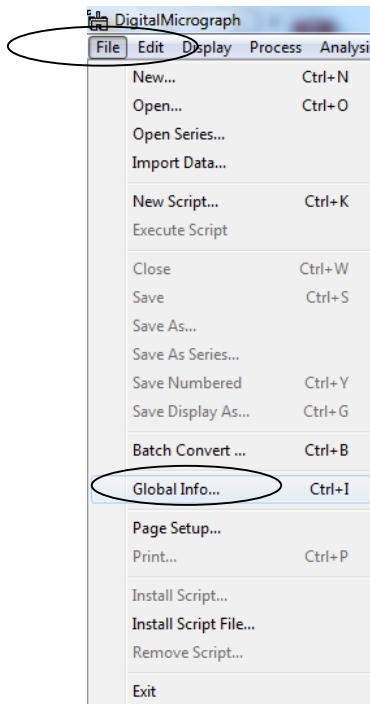 DigitalMicrograph
File Edit Display Process Analysi
New... Ctrl+N
Open... Ctrl+O
Open Series...
Import Data...
New Script... Ctrl+K
Execute Script
Close Ctrl+W
Save Ctrl+S
Save As...
Save As Series...
Save Numbered Ctrl+Y
Save Display As... Ctrl+G
Batch Convert ... Ctrl+B
Global Info... Ctrl+I
Page Setup...
Print... Ctrl+P
Install Script...
Install Script File...
Remove Script...
Exit